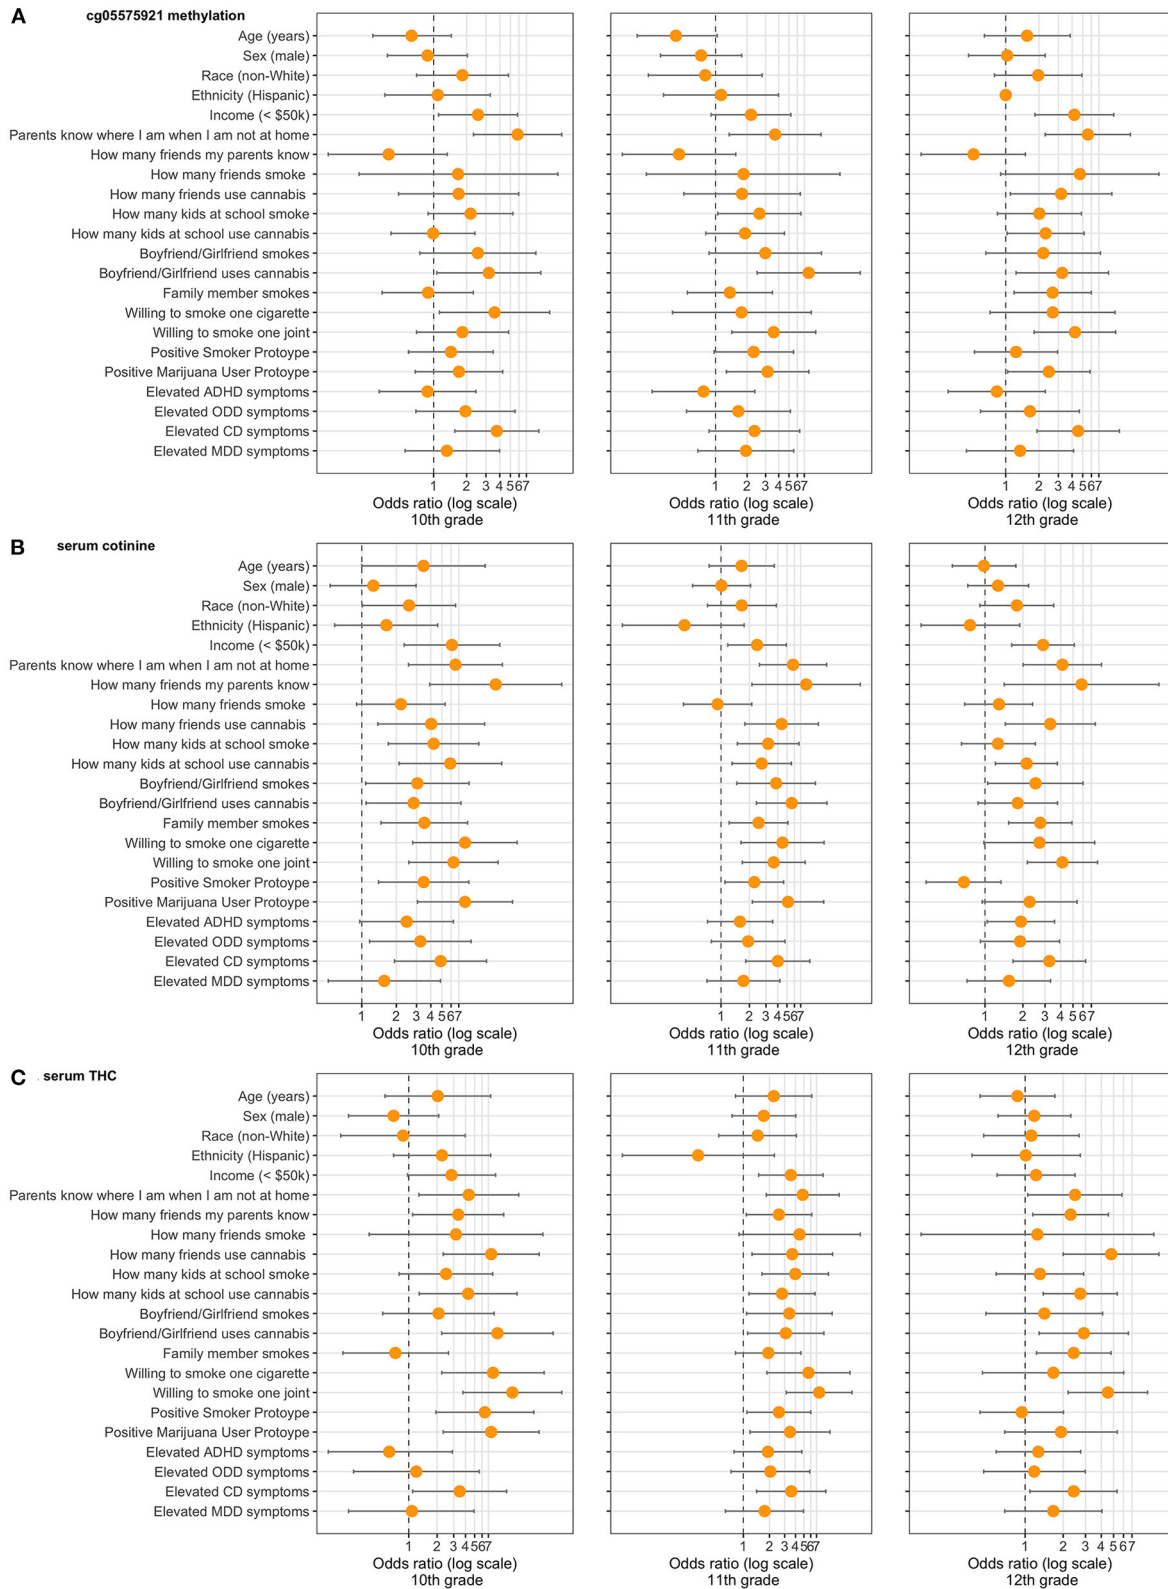 A
cg05575921 methylation
Age (years)
Sex (male)
Race (non-White)
Ethnicity (Hispanic)
Income (< $50k)
Parents know where I am when I am not at home
How many friends my parents know
How many friends smoke
How many friends use cannabis
How many kids at school smoke
How many kids at school use cannabis
Boyfriend/Girlfriend smokes
Boyfriend/Girlfriend uses cannabis
Family member smokes
Willing to smoke one cigarette
Willing to smoke one joint
Positive Smoker Protoype
Positive Marijuana User Protoype
Elevated ADHD symptoms
Elevated ODD symptoms
Elevated CD symptoms
Elevated MDD symptoms
1 2 3 4 5 6 7 1 2 3 4 5 6 7 1 2 3 4 5 6 7
Odds ratio (log scale) Odds ratio (log scale) Odds ratio (log scale)
10th grade 11th grade 12th grade
B
serum cotinine
Age (years)
Sex (male)
Race (non-White)
Ethnicity (Hispanic)
Income (< $50k)
Parents know where I am when I am not at home
How many friends my parents know
How many friends smoke
How many friends use cannabis
How many kids at school smoke
How many kids at school use cannabis
Boyfriend/Girlfriend smokes
Boyfriend/Girlfriend uses cannabis
Family member smokes
Willing to smoke one cigarette
Willing to smoke one joint
Positive Smoker Protoype
Positive Marijuana User Protoype
Elevated ADHD symptoms
Elevated ODD symptoms
Elevated CD symptoms
Elevated MDD symptoms
1 2 3 4 5 6 7 1 2 3 4 5 6 7 1 2 3 4 5 6 7
Odds ratio (log scale) Odds ratio (log scale) Odds ratio (log scale)
10th grade 11th grade 12th grade
C
serum THC
Age (years)
Sex (male)
Race (non-White)
Ethnicity (Hispanic)
Income (< $50k)
Parents know where I am when I am not at home
How many friends my parents know
How many friends smoke
How many friends use cannabis
How many kids at school smoke
How many kids at school use cannabis
Boyfriend/Girlfriend smokes
Boyfriend/Girlfriend uses cannabis
Family member smokes
Willing to smoke one cigarette
Willing to smoke one joint
Positive Smoker Protoype
Positive Marijuana User Protoype
Elevated ADHD symptoms
Elevated ODD symptoms
Elevated CD symptoms
Elevated MDD symptoms
1 2 3 4 5 6 7 1 2 3 4 5 6 7 1 2 3 4 5 6 7
Odds ratio (log scale) Odds ratio (log scale) Odds ratio (log scale)
10th grade 11th grade 12th grade